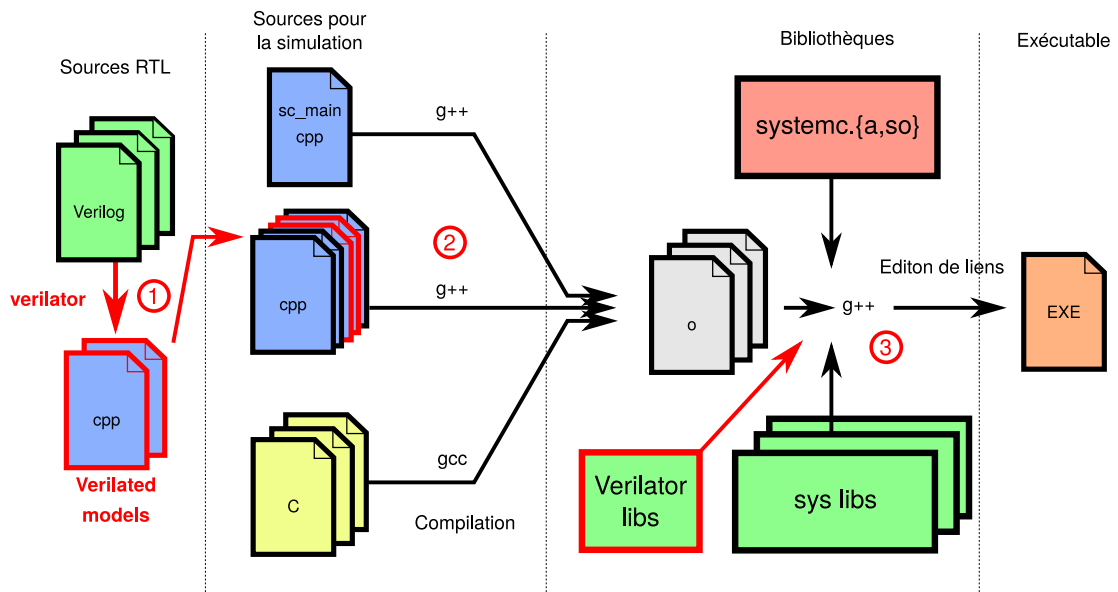 Sources RTL
Verilog
verilator
1
cpp
Verilated
models
Sources pour
la simulation
sc_main
cpp
g++
cpp
2
g++
C
gcc
Compilation
Bibliothèques
systemc.{a,so}
o
g++
Editon de liens
3
Verilator
libs
sys libs
Exécutable
EXE